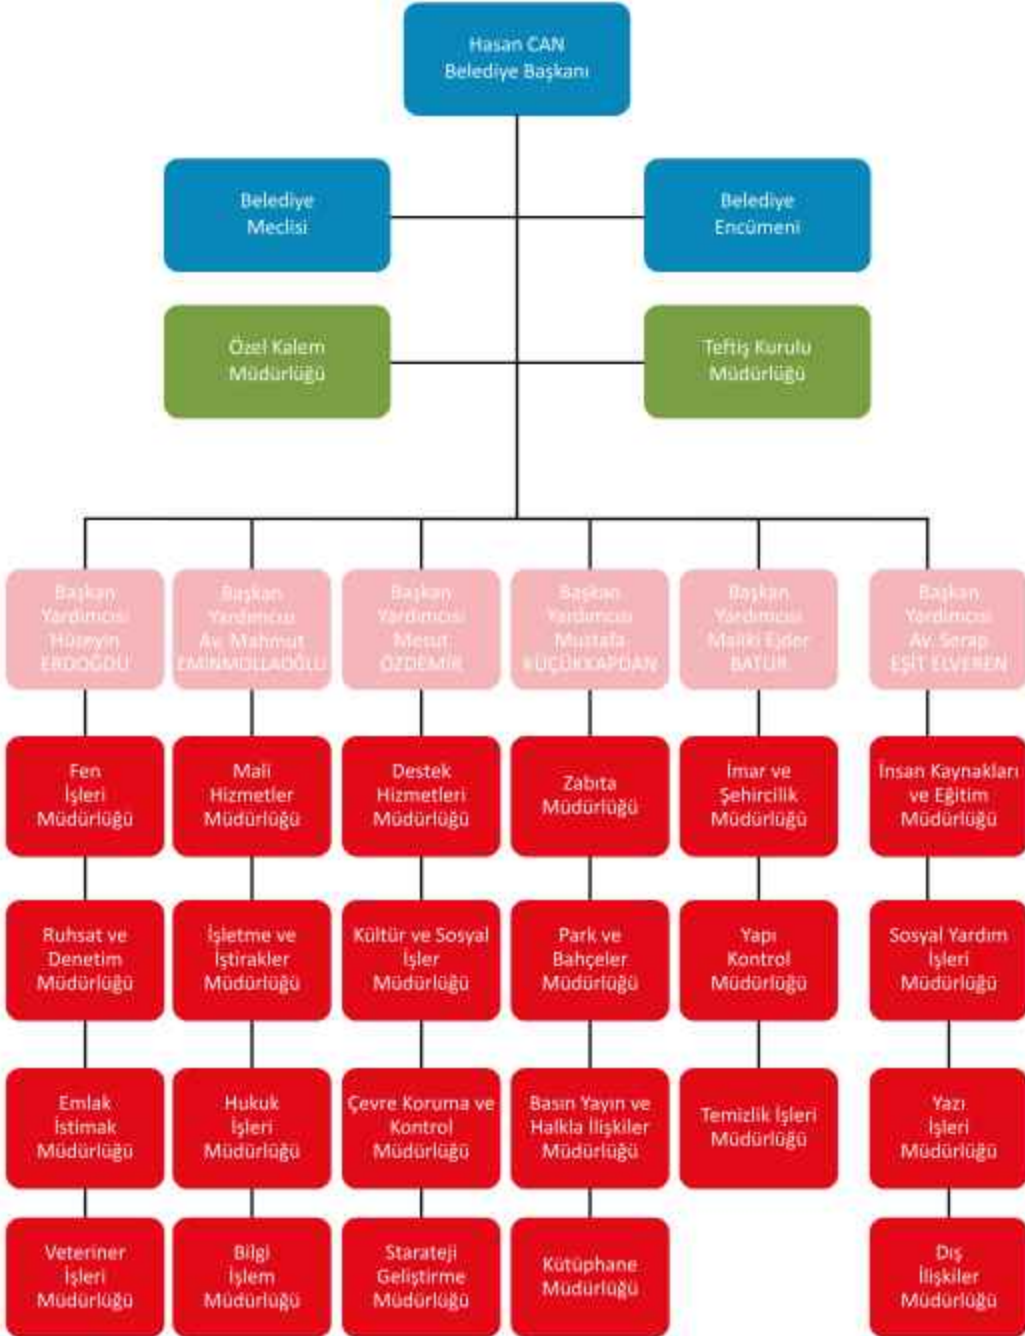 Hasan CAN
Belediye Başkanı
Belediye
Meclisi
Belediye
Encümeni
Özel Kalem
Müdürlüğü
Teftiş Kurulu
Müdürlüğü
Başkan
Yardımcısı
Hüseyin
ERDOĞDU
Başkan
Yardımcısı
Av. Mahmut
EMİNMOLLAOĞLU
Başkan
Yardımcısı
Mesut
ÖZDEMİR
Başkan
Yardımcısı
Mustafa
KÜÇÜKKAPDAN
Başkan
Yardımcısı
Maliki Ejder
BATUR
Başkan
Yardımcısı
Av. Serap
EŞİT ELVEREN
Fen
İşleri
Müdürlüğü
Mali
Hizmetler
Müdürlüğü
Destek
Hizmetleri
Müdürlüğü
Zabıta
Müdürlüğü
İmar ve
Şehircilik
Müdürlüğü
İnsan Kaynakları
ve Eğitim
Müdürlüğü
Ruhsat ve
Denetim
Müdürlüğü
İşletme ve
İştirakler
Müdürlüğü
Kültür ve Sosyal
İşler
Müdürlüğü
Park ve
Bahçeler
Müdürlüğü
Yapı
Kontrol
Müdürlüğü
Sosyal Yardım
İşleri
Müdürlüğü
Emlak
İstimak
Müdürlüğü
Hukuk
İşleri
Müdürlüğü
Çevre Koruma ve
Kontrol
Müdürlüğü
Basın Yayın ve
Halkla İlişkiler
Müdürlüğü
Temizlik İşleri
Müdürlüğü
Yazı
İşleri
Müdürlüğü
Veteriner
İşleri
Müdürlüğü
Bilgi
İşlem
Müdürlüğü
Starateji
Geliştirme
Müdürlüğü
Kütüphane
Müdürlüğü
Dış
İlişkiler
Müdürlüğü